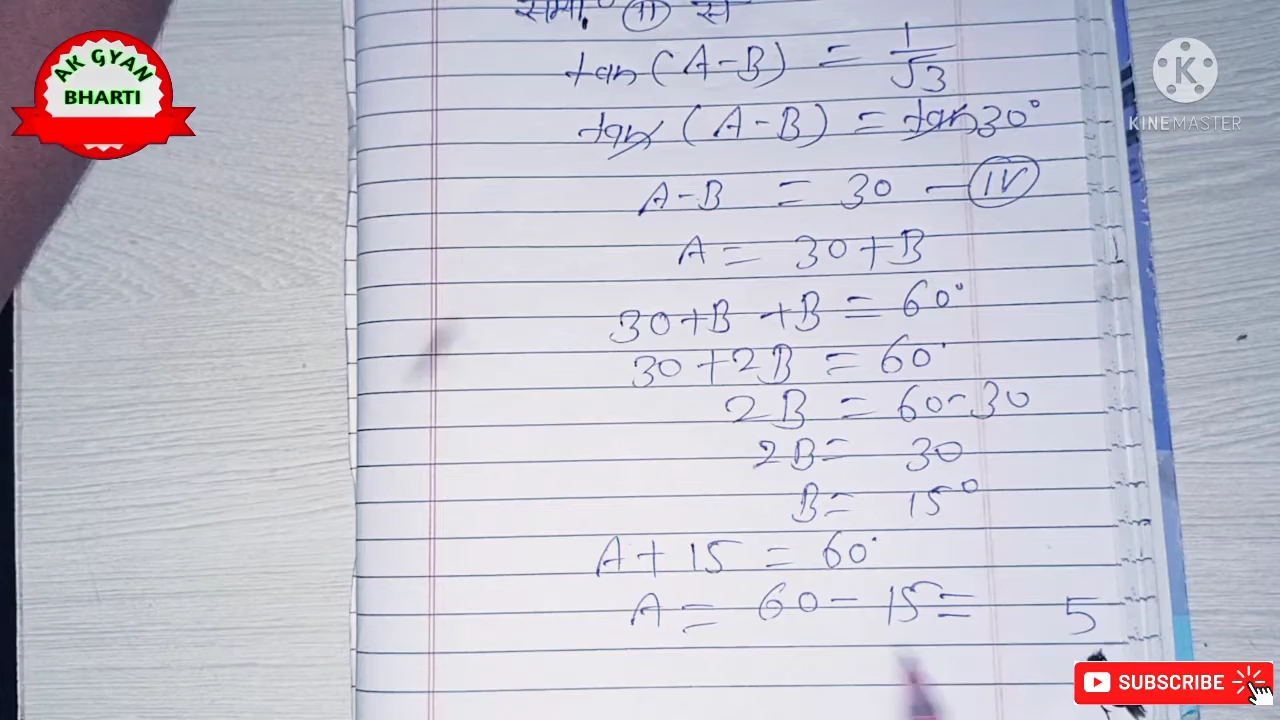 समी० (II) से
tan (A-B) = 1/√3
tan (A-B) = tan 30°
A-B = 30 — (IV)
A = 30+B
30+B +B = 60°
30+2B = 60°
2B = 60-30
2B = 30
B = 15°
A+15 = 60°
A = 60-15 = 5
AK GYAN
BHARTI
K
KINEMASTER
SUBSCRIBE